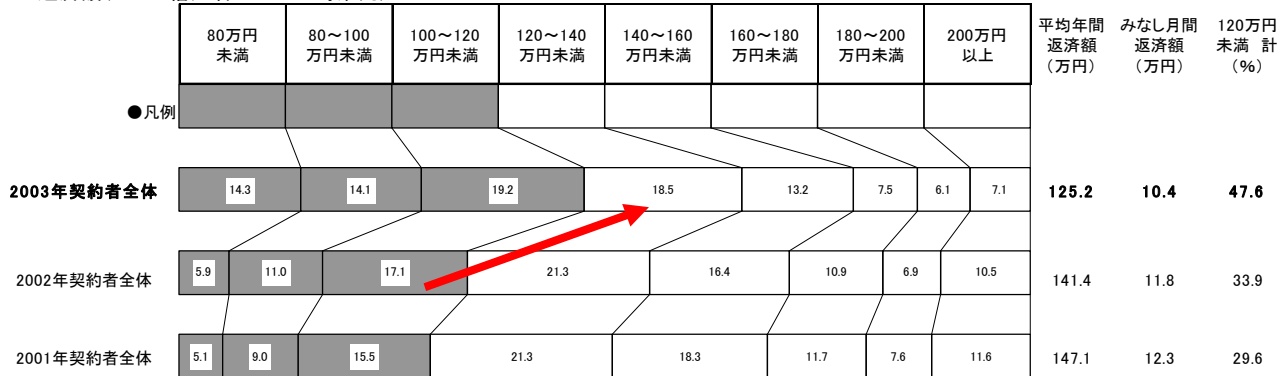 80万円 80～100 100～120 120～140 140～160 160～180 180～200 200万円 平均年間 みなし月間 120万円
未満 万円未満 万円未満 万円未満 万円未満 万円未満 万円未満 以上 返済額 返済額 未満 計
（万円） （万円） （%）
●凡例
2003年契約者全体 14.3 14.1 19.2 18.5 13.2 7.5 6.1 7.1 125.2 10.4 47.6
2002年契約者全体 5.9 11.0 17.1 21.3 16.4 10.9 6.9 10.5 141.4 11.8 33.9
2001年契約者全体 5.1 9.0 15.5 21.3 18.3 11.7 7.6 11.6 147.1 12.3 29.6